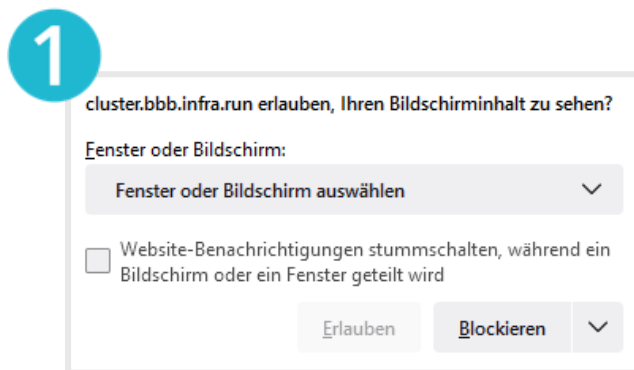 1
cluster.bbb.infra.run erlauben, Ihren Bildschirminhalt zu sehen?
Fenster oder Bildschirm:
Fenster oder Bildschirm auswählen
Website-Benachrichtigungen stummschalten, während ein
Bildschirm oder ein Fenster geteilt wird
Erlauben Blockieren